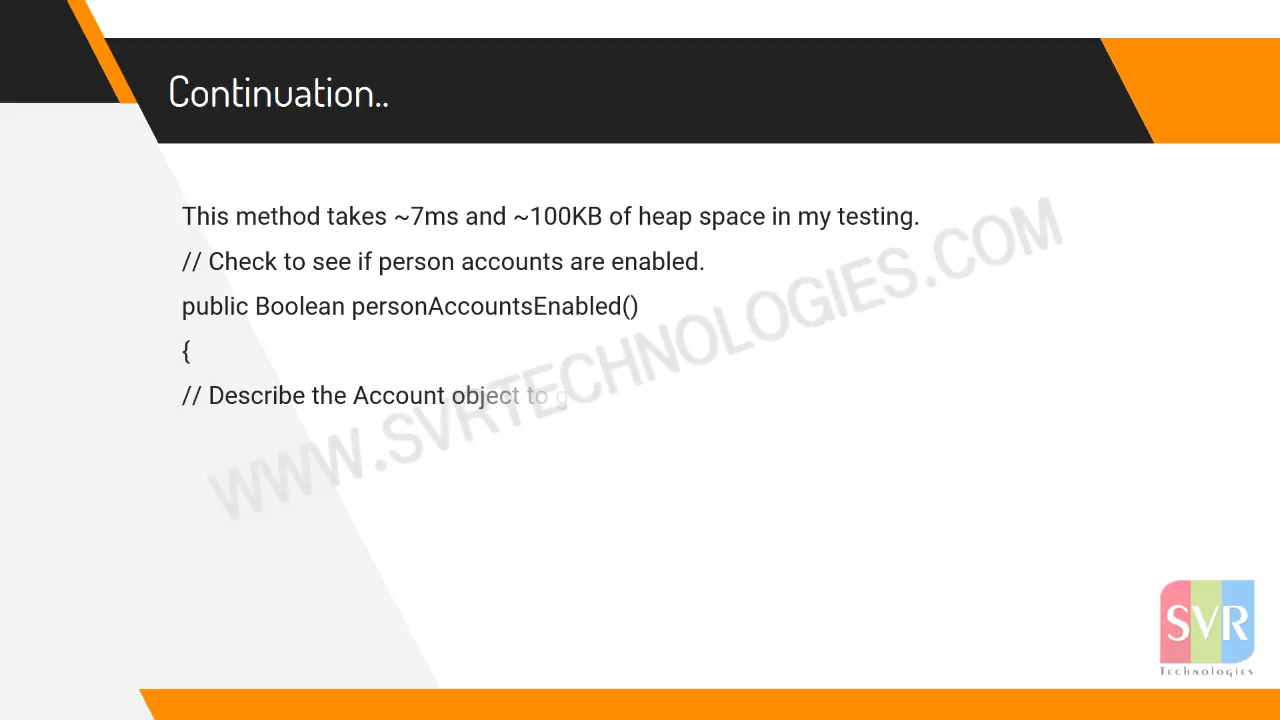 Continuation..
This method takes ~7ms and ~100KB of heap space in my testing.
// Check to see if person accounts are enabled.
public Boolean personAccountsEnabled()
{
// Describe the Account object to g
WWW.SVRTECHNOLOGIES.COM
SVR
Technologies